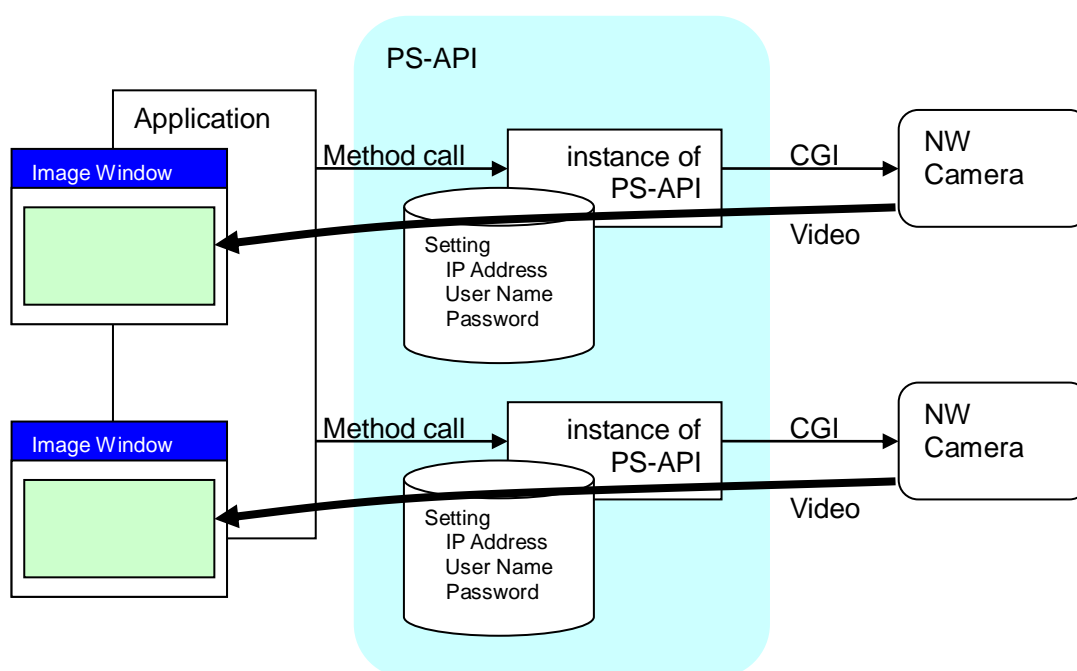 PS-API
Application
Image Window
Method call
instance of
PS-API
CGI
NW
Camera
Video
Setting
IP Address
User Name
Password
Image Window
Method call
instance of
PS-API
CGI
NW
Camera
Video
Setting
IP Address
User Name
Password